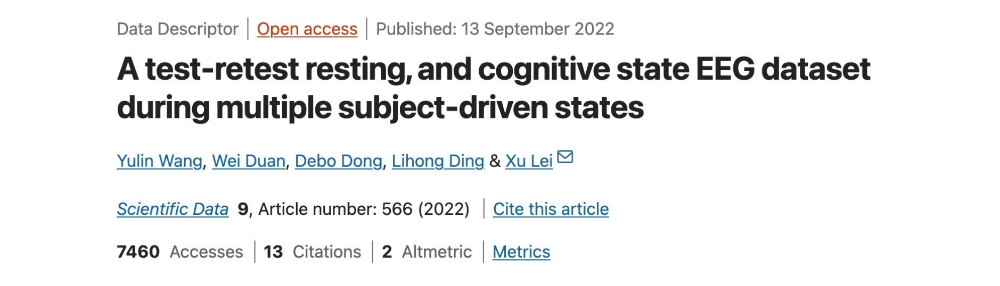 Data Descriptor | Open access | Published: 13 September 2022
A test-retest resting, and cognitive state EEG dataset
during multiple subject-driven states
Yulin Wang, Wei Duan, Debo Dong, Lihong Ding & Xu Lei
Scientific Data 9, Article number: 566 (2022) | Cite this article
7460 Accesses | 13 Citations | 2 Altmetric | Metrics